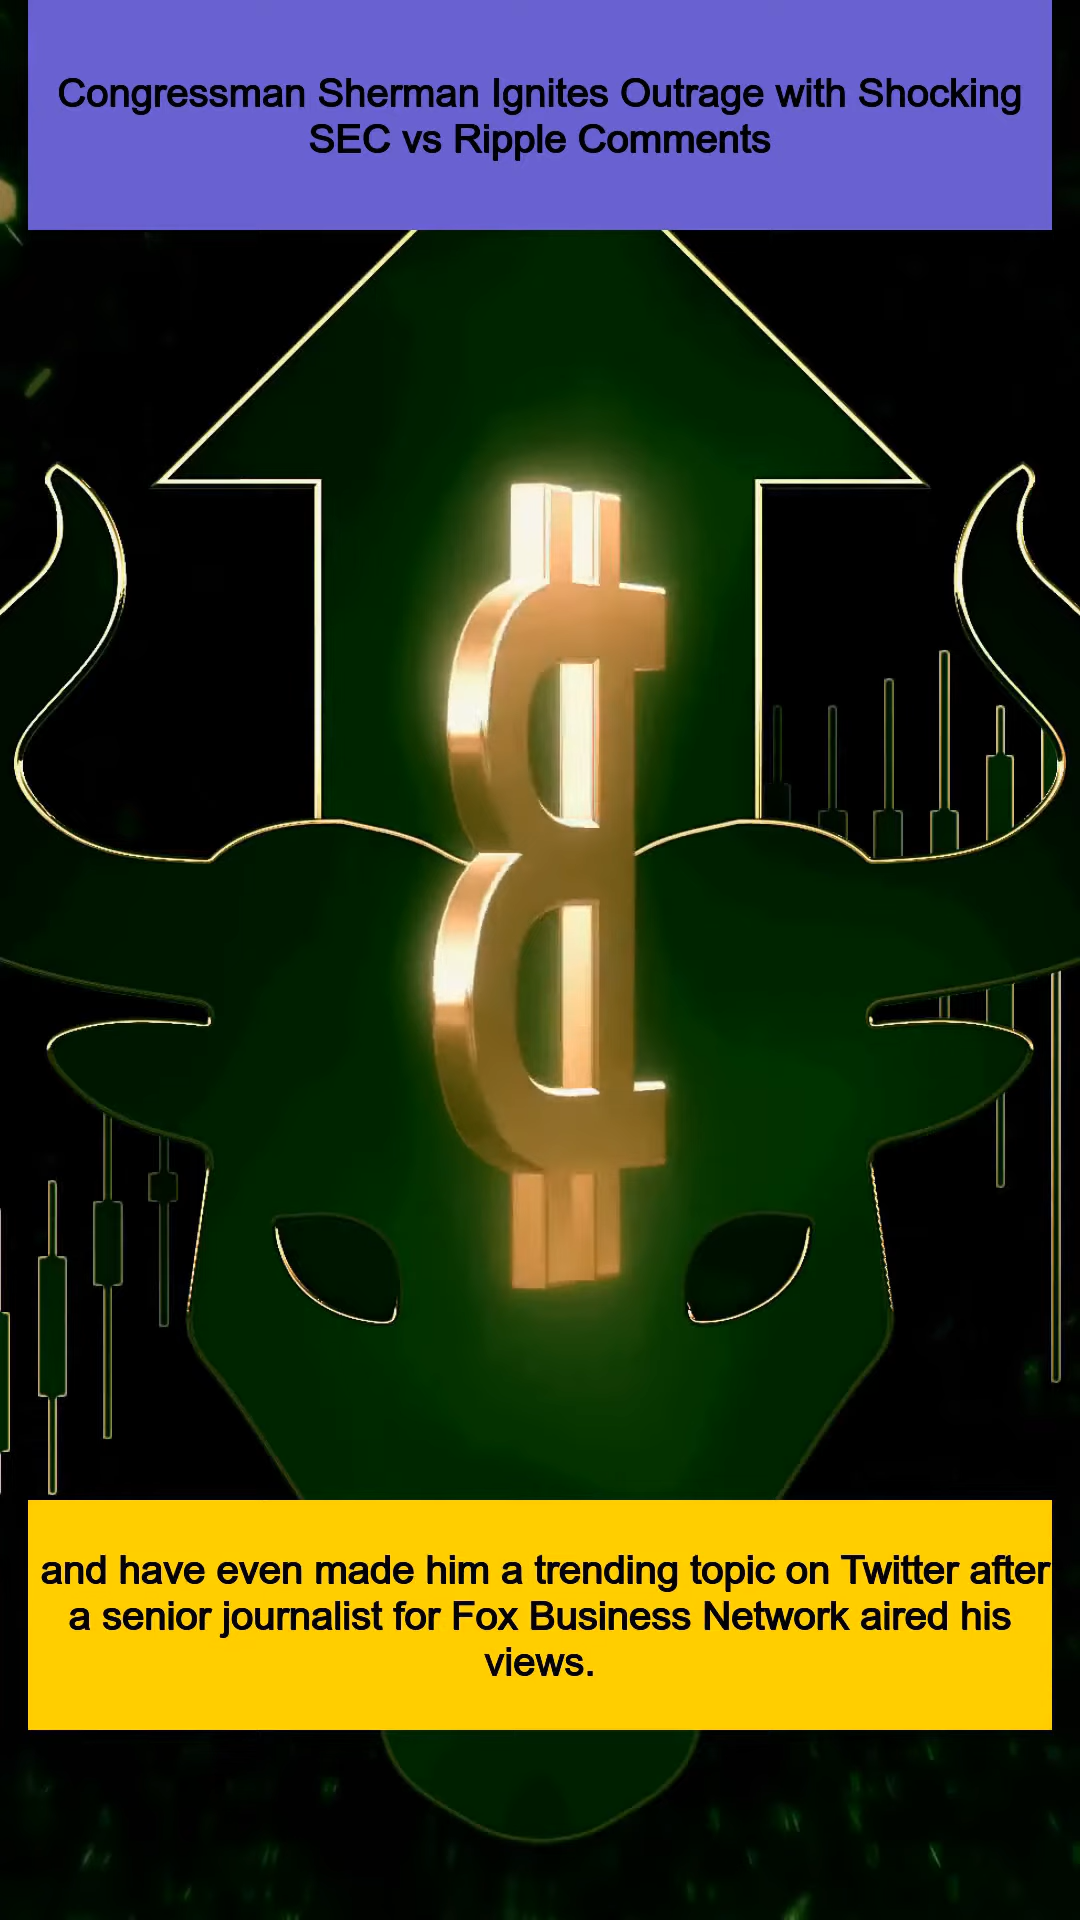 Congressman Sherman Ignites Outrage with Shocking
SEC vs Ripple Comments
and have even made him a trending topic on Twitter after
a senior journalist for Fox Business Network aired his
views.